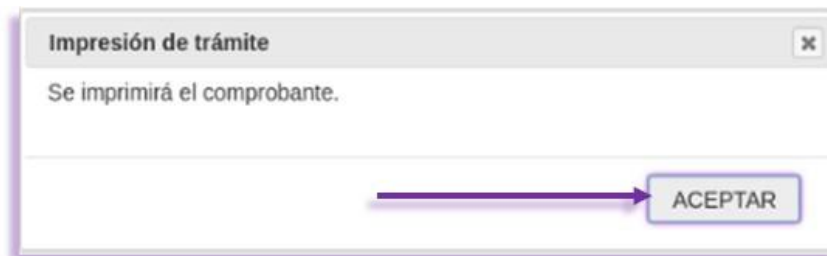 Impresión de trámite
Se imprimirá el comprobante.
ACEPTAR